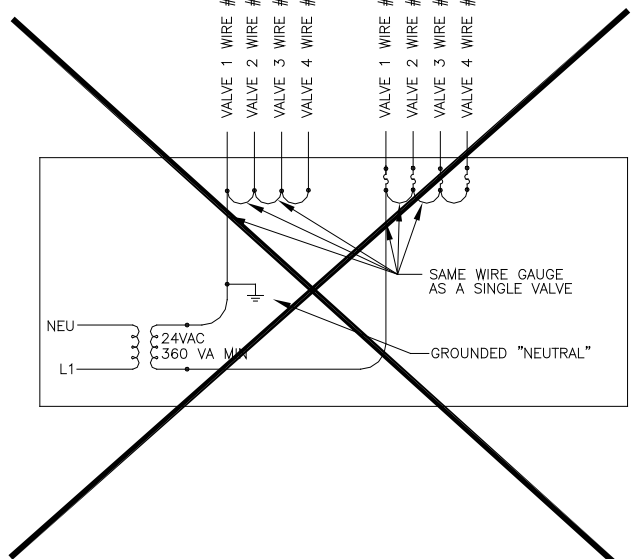 VALVE 1 WIRE #
VALVE 2 WIRE #
VALVE 3 WIRE #
VALVE 4 WIRE #
VALVE 1 WIRE #
VALVE 2 WIRE #
VALVE 3 WIRE #
VALVE 4 WIRE #
SAME WIRE GAUGE
AS A SINGLE VALVE
NEU
24VAC
360 VA MIN
GROUNDED "NEUTRAL"
L1